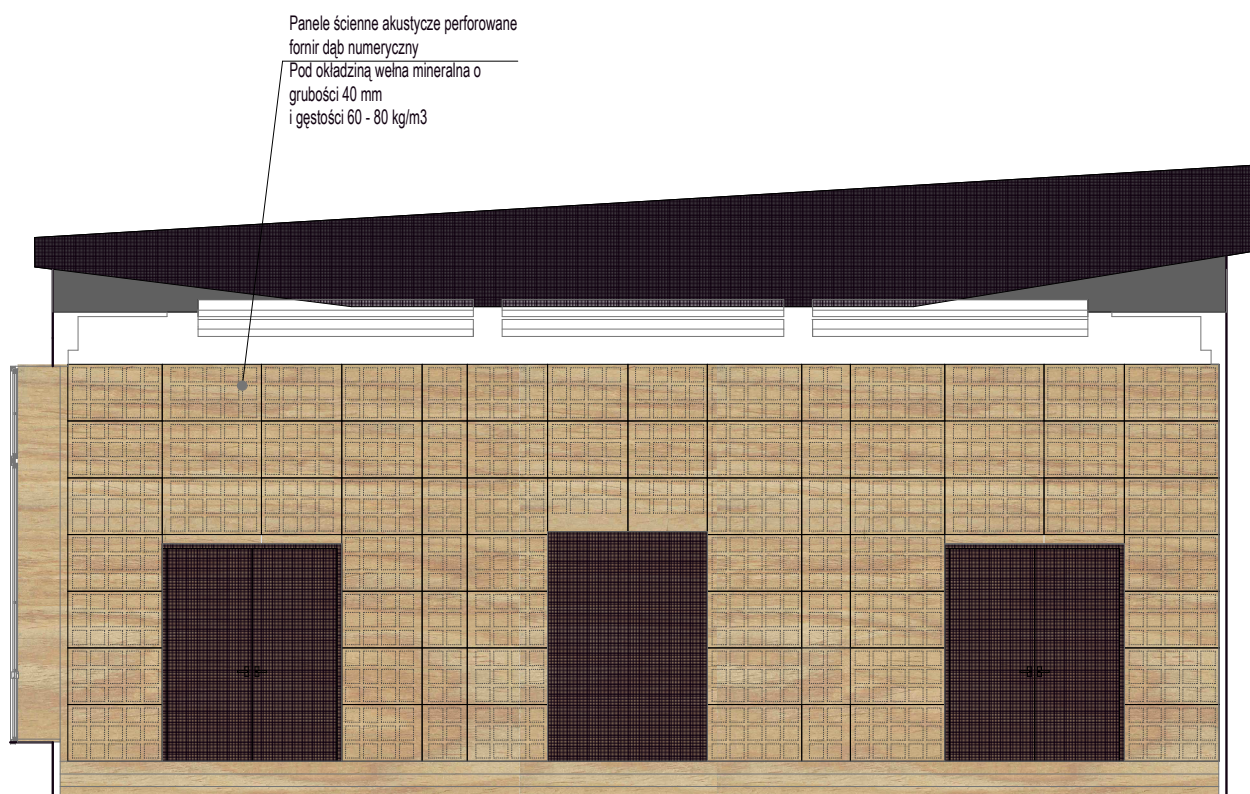 Panele ścienne akustycze perforowane
fornir dąb numeryczny
Pod okładziną wełna mineralna o
grubości 40 mm
i gęstości 60 - 80 kg/m3